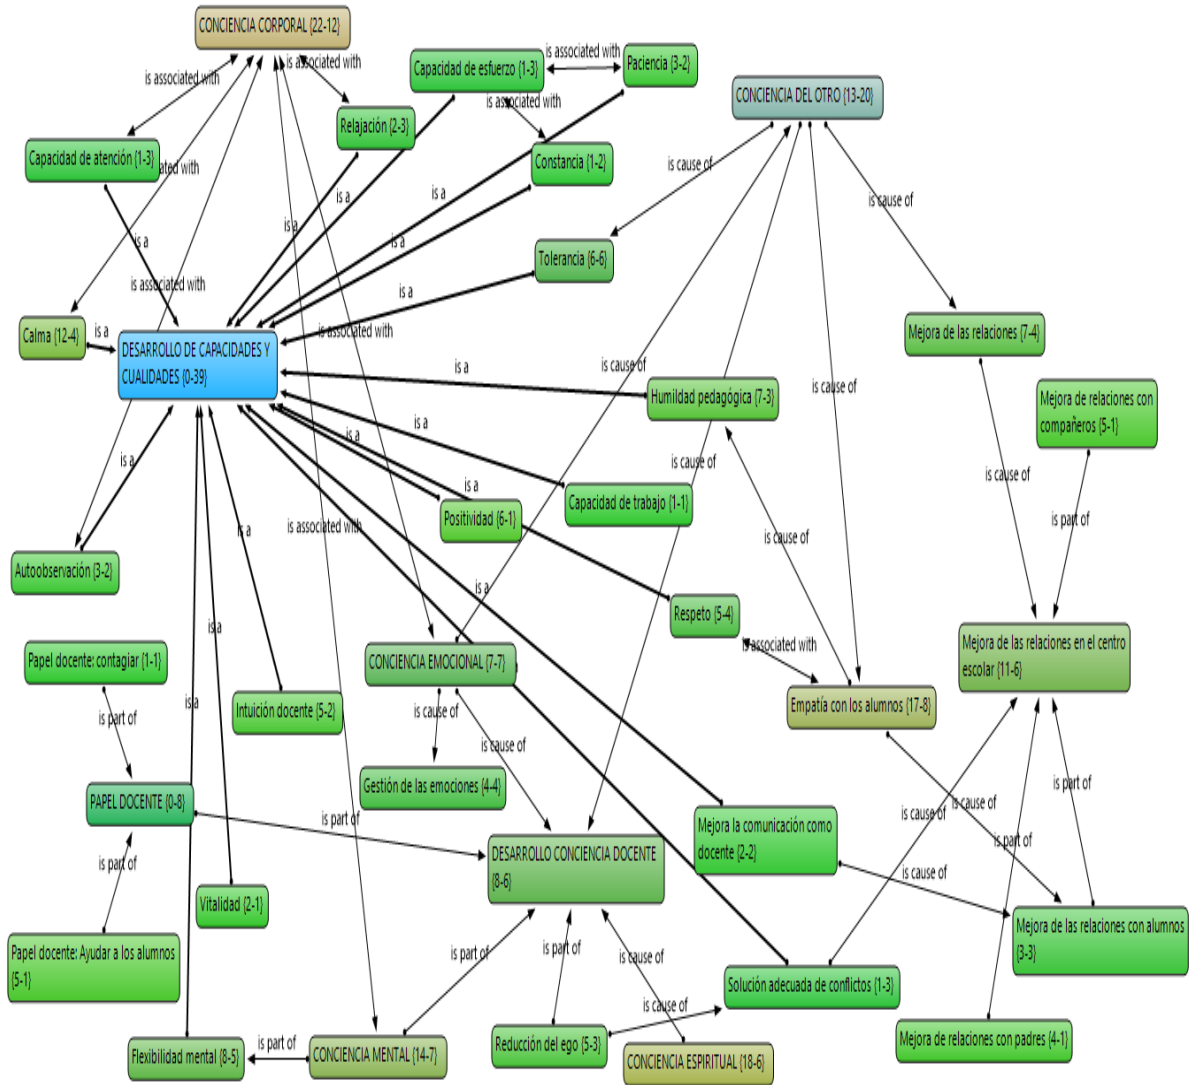 CONCIENCIA CORPORAL {22-12}
Capacidad de esfuerzo {1-3}
is associated with
Paciencia {3-2}
is associated with
is associated with
CONCIENCIA DEL OTRO {13-20}
is associated with
Relajación {2-3}
Capacidad de atención {1-3}
ated with
Constancia {1-2}
is cause of
is a
is a
is cause of
is a
is a
is a
Tolerancia {6-6}
is associated with
is a
Calma {12-4}
is a
is associated with
Mejora de las relaciones {7-4}
DESARROLLO DE CAPACIDADES Y
CUALIDADES {0-39}
is a
is cause of
is cause of
Humildad pedagógica {7-3}
Mejora de relaciones con
compañeros {5-1}
is a
is a
is a
is cause of
is cause of
is a
Positividad {6-1}
Capacidad de trabajo {1-1}
is associated with
is a
is part of
is cause of
Autoobservación {3-2}
is a
Respeto {5-4}
is a
is associated with
Papel docente: contagiar {1-1}
CONCIENCIA EMOCIONAL {7-7}
Mejora de las relaciones en el centro
escolar {11-6}
is a
Intuición docente {5-2}
Empatía con los alumnos {17-8}
is part of
is cause of
is cause of
Gestión de las emociones {4-4}
is part of
PAPEL DOCENTE {0-8}
is part of
is cause of
is cause of
Mejora la comunicación como
docente {2-2}
is part of
DESARROLLO CONCIENCIA DOCENTE
{8-6}
is cause of
Vitalidad {2-1}
Papel docente: Ayudar a los alumnos
{5-1}
is part of
is part of
is cause of
Mejora de las relaciones con alumnos
{3-3}
Solución adecuada de conflictos {1-3}
is cause of
Flexibilidad mental {8-5}
is part of
CONCIENCIA MENTAL {14-7}
Reducción del ego {5-3}
CONCIENCIA ESPIRITUAL {18-6}
Mejora de relaciones con padres {4-1}